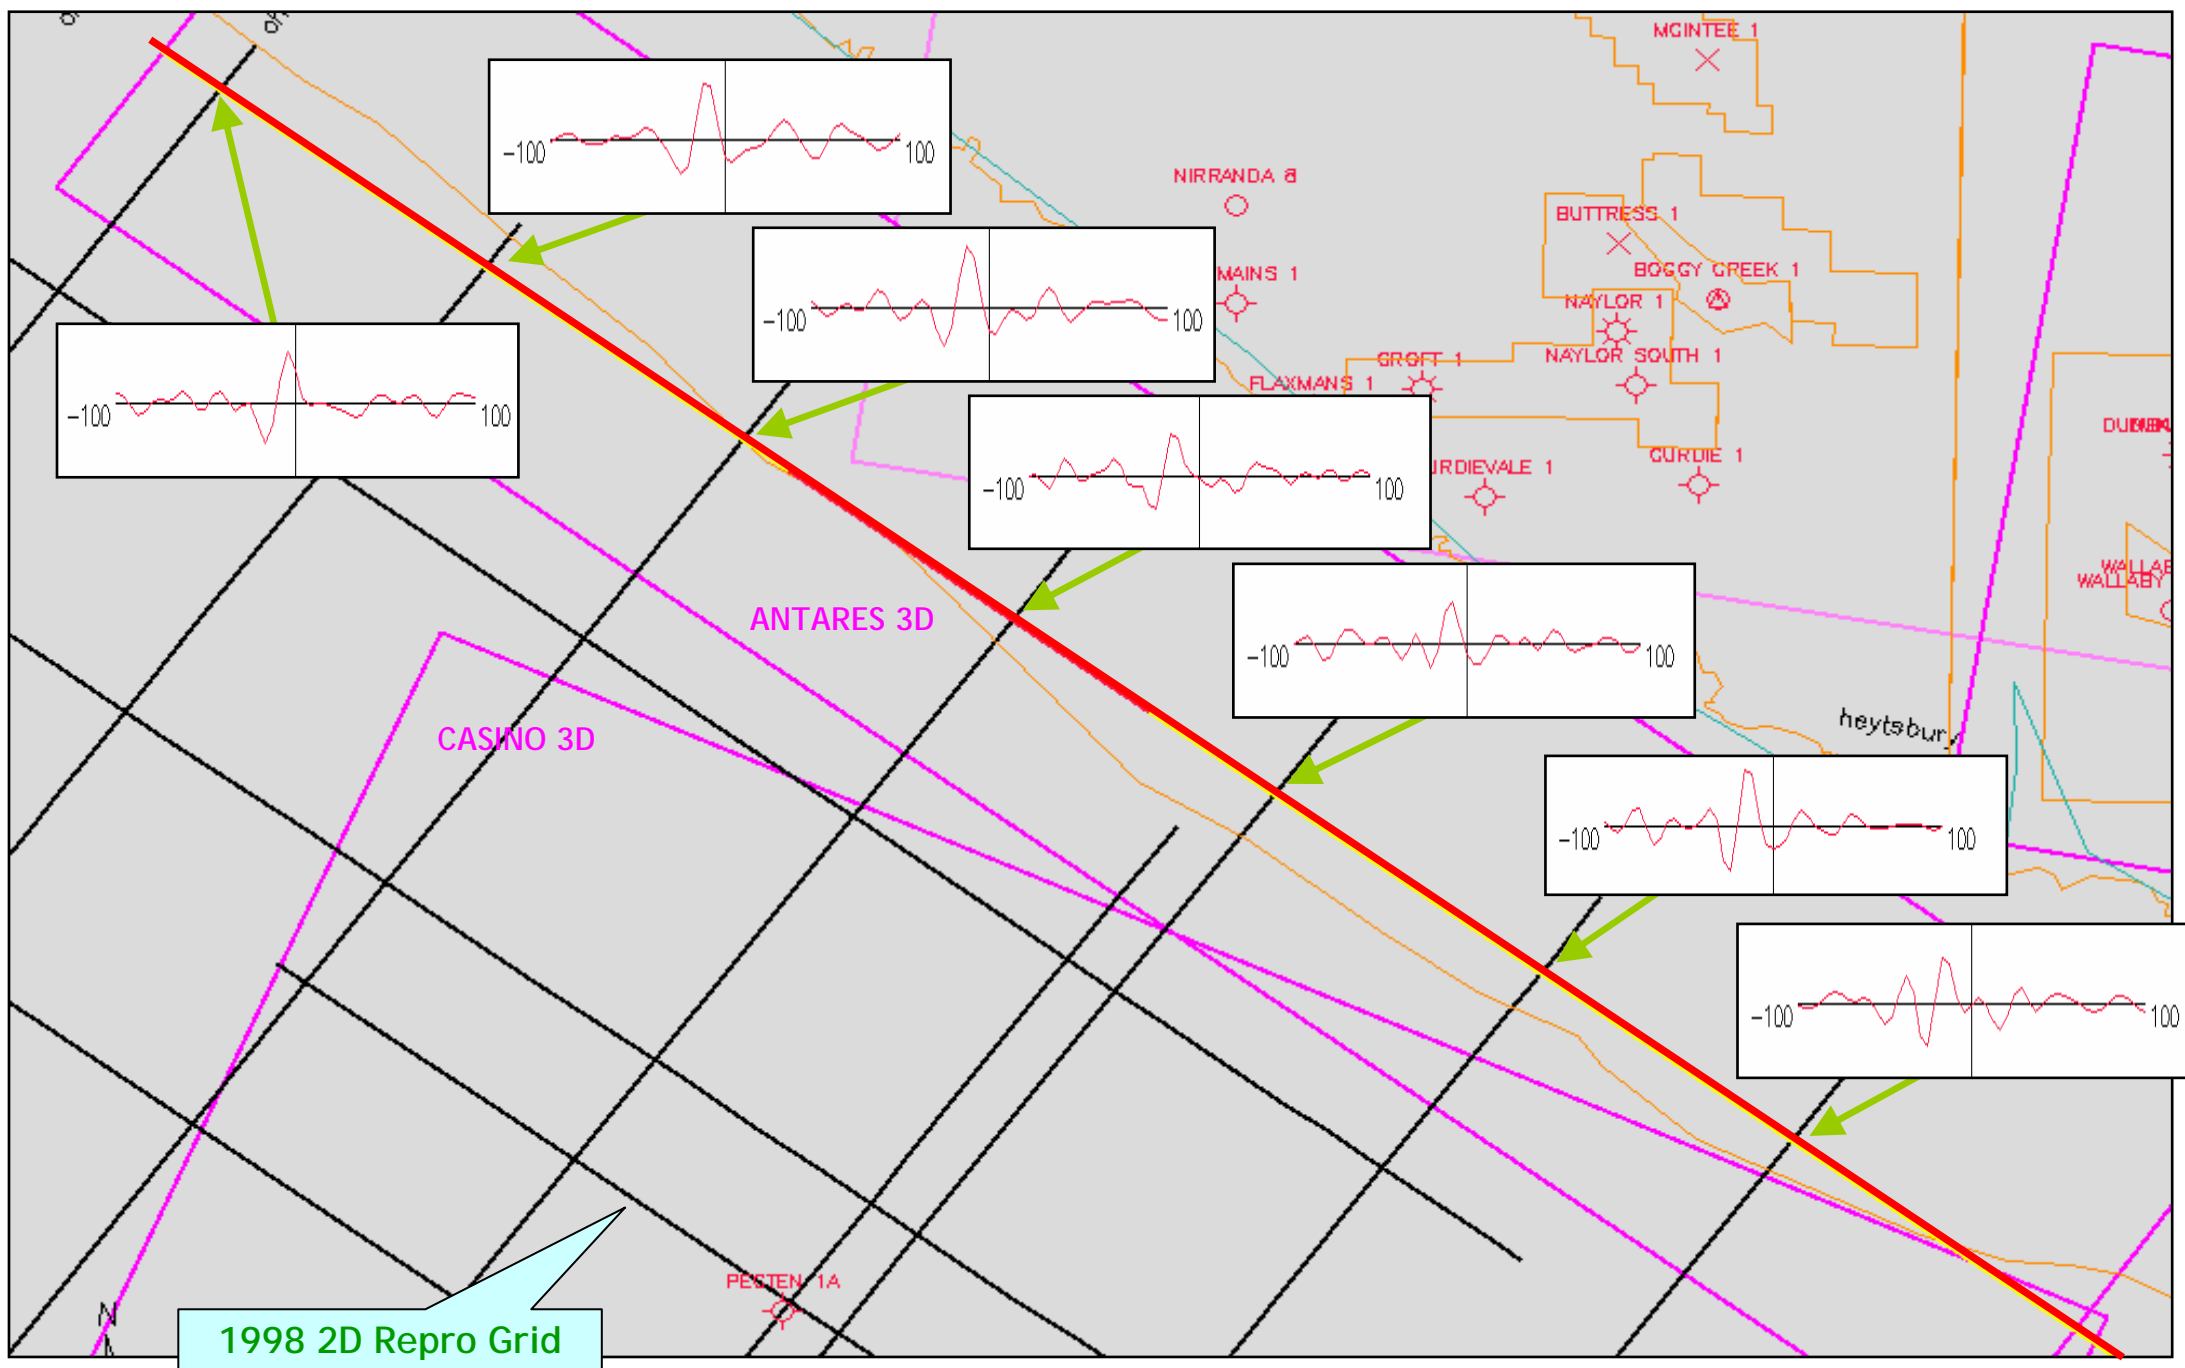 MCINTEE 1
-100
100
NIRRANDA 8
BUTTRESS 1
BOGGY CREEK 1
MAINS 1
-100
100
NAYLOR 1
NAYLOR SOUTH 1
CROFT 1
FLAXMANS 1
-100
100
CURDIE 1
URDIEVALE 1
-100
100
WALLABY
ANTARES 3D
-100
100
CASINO 3D
heytsbury
-100
100
-100
100
PECTEN 1A
N
1998 2D Repro Grid